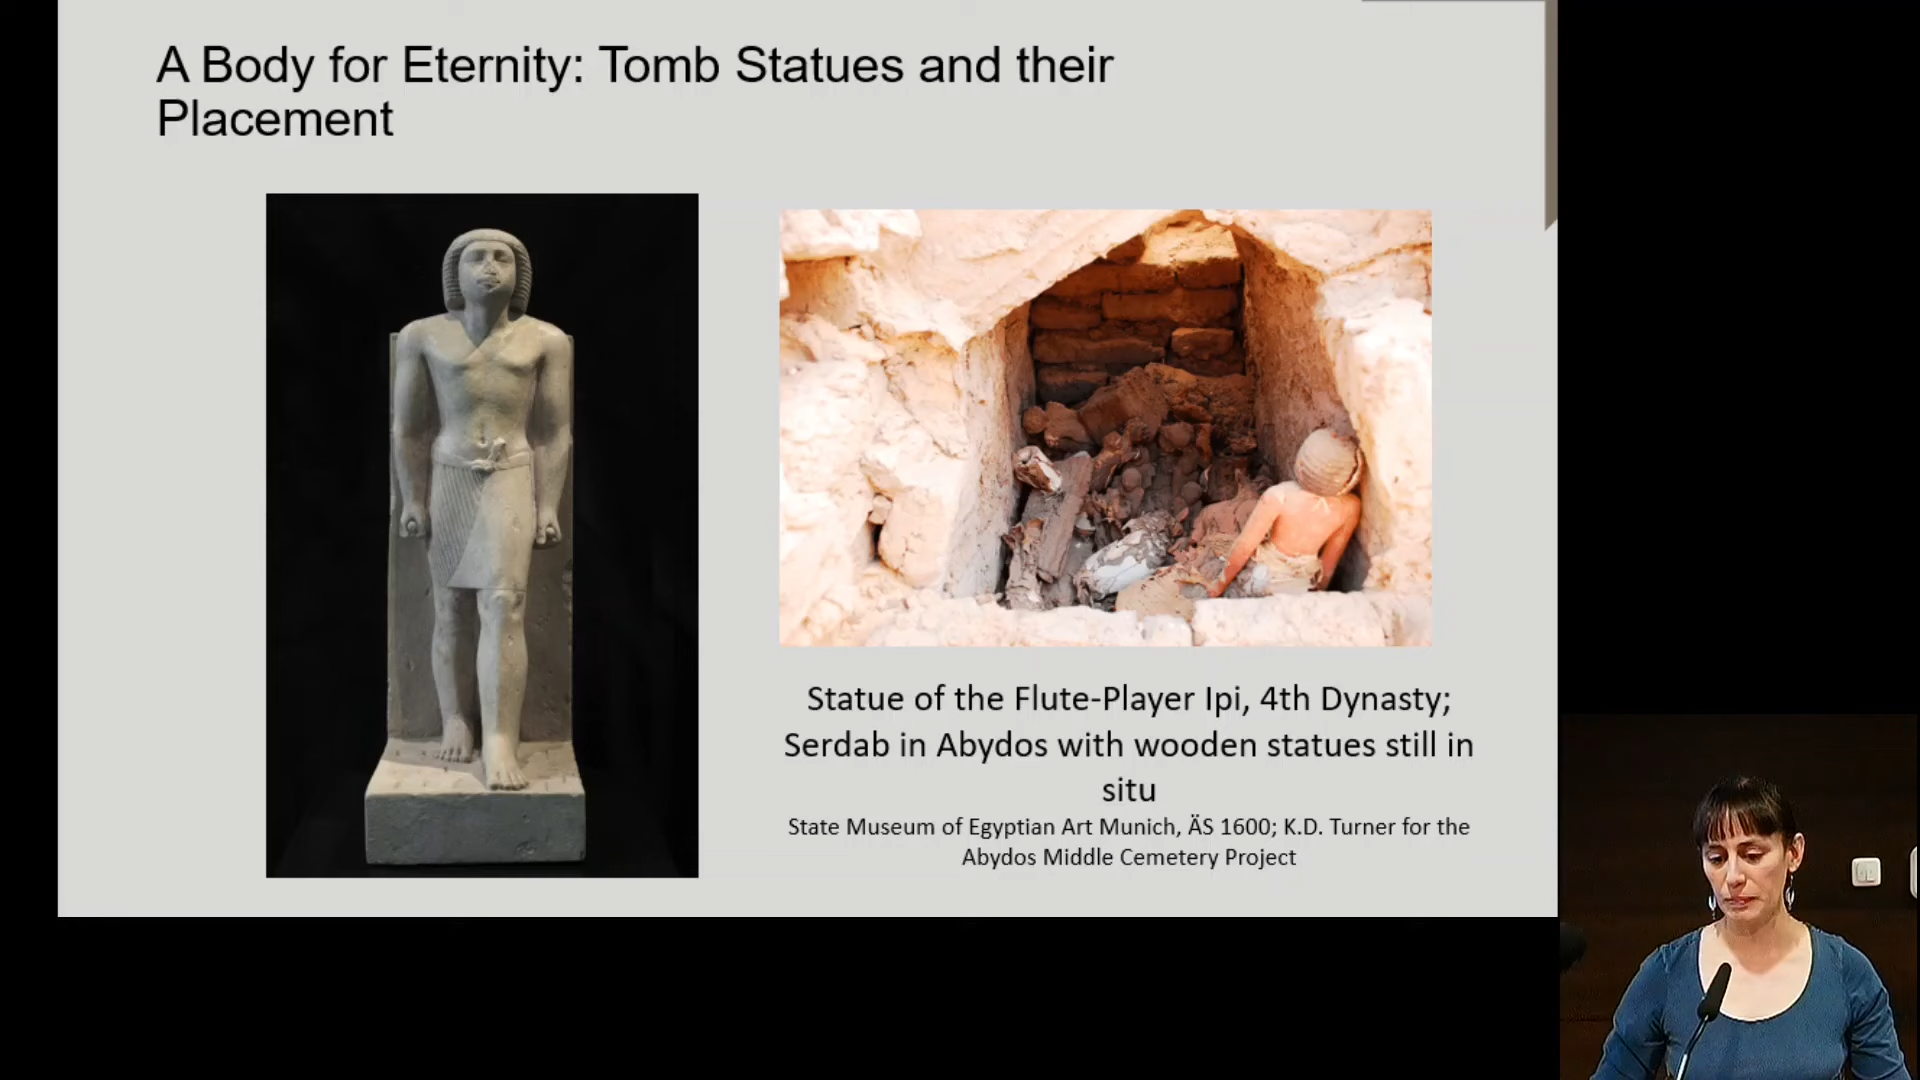 A Body for Eternity: Tomb Statues and their
Placement
Statue of the Flute-Player Ipi, 4th Dynasty;
Serdab in Abydos with wooden statues still in
situ
State Museum of Egyptian Art Munich, ÄS 1600; K.D. Turner for the
Abydos Middle Cemetery Project